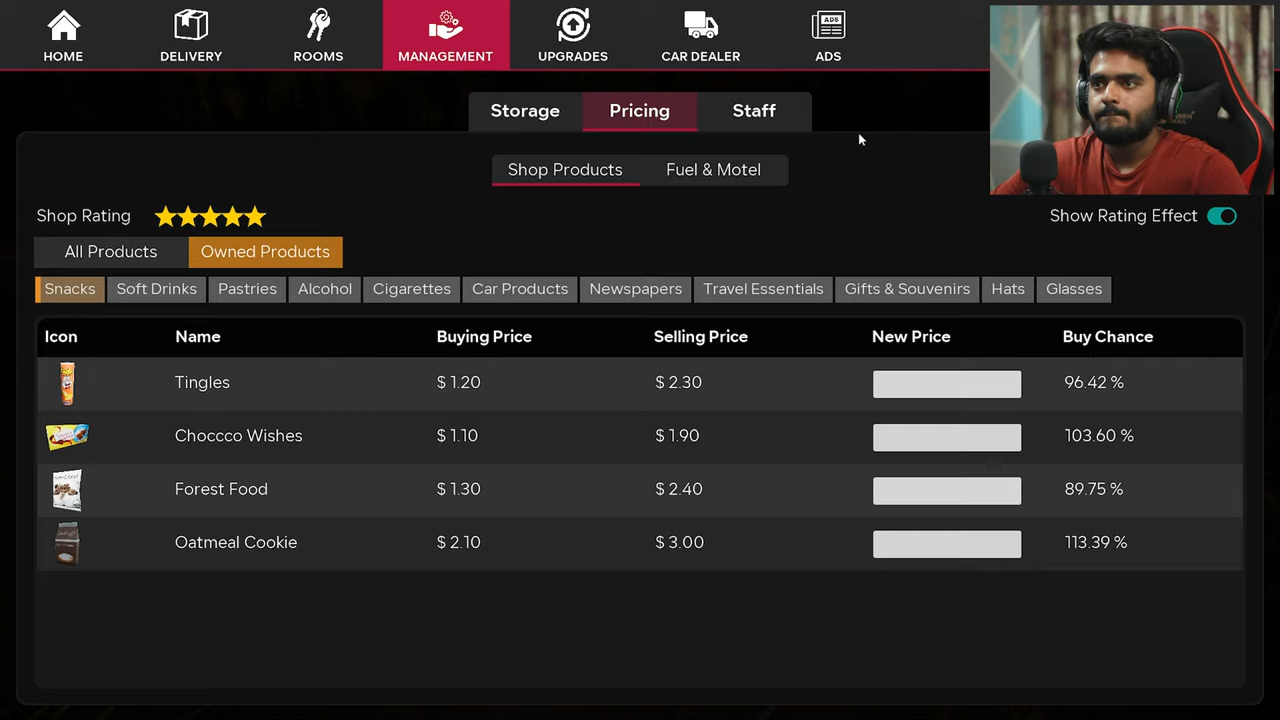 HOME DELIVERY ROOMS MANAGEMENT UPGRADES CAR DEALER ADS
Storage Pricing Staff
Shop Products Fuel & Motel
Shop Rating Show Rating Effect
All Products Owned Products
Snacks Soft Drinks Pastries Alcohol Cigarettes Car Products Newspapers Travel Essentials Gifts & Souvenirs Hats Glasses
Icon Name Buying Price Selling Price New Price Buy Chance
Tingles $ 1.20 $ 2.30 96.42 %
Choccco Wishes $ 1.10 $ 1.90 103.60 %
Forest Food $ 1.30 $ 2.40 89.75 %
Oatmeal Cookie $ 2.10 $ 3.00 113.39 %